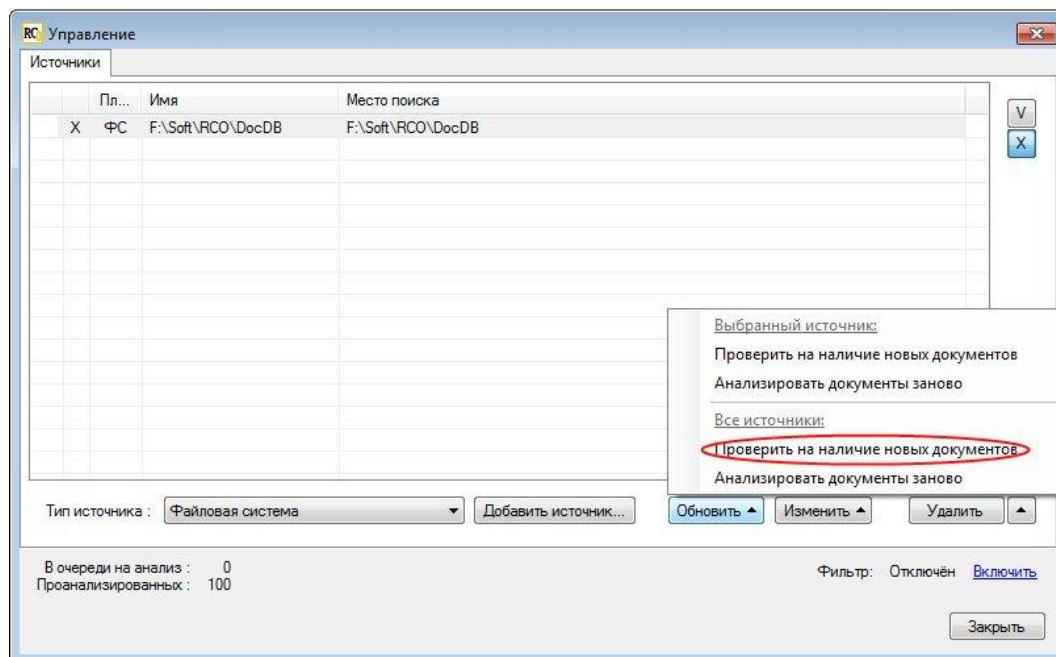 RC Управление
Источники
Пл... Имя Место поиска
V
X ФС F:\Soft\RCO\DocDB F:\Soft\RCO\DocDB
X
Выбранный источник:
Проверить на наличие новых документов
Анализировать документы заново
Все источники:
Проверить на наличие новых документов
Анализировать документы заново
Тип источника : Файловая система Добавить источник... Обновить Изменить Удалить
В очереди на анализ : 0 Фильтр: Отключён Включить
Проанализированных : 100
Закрыть